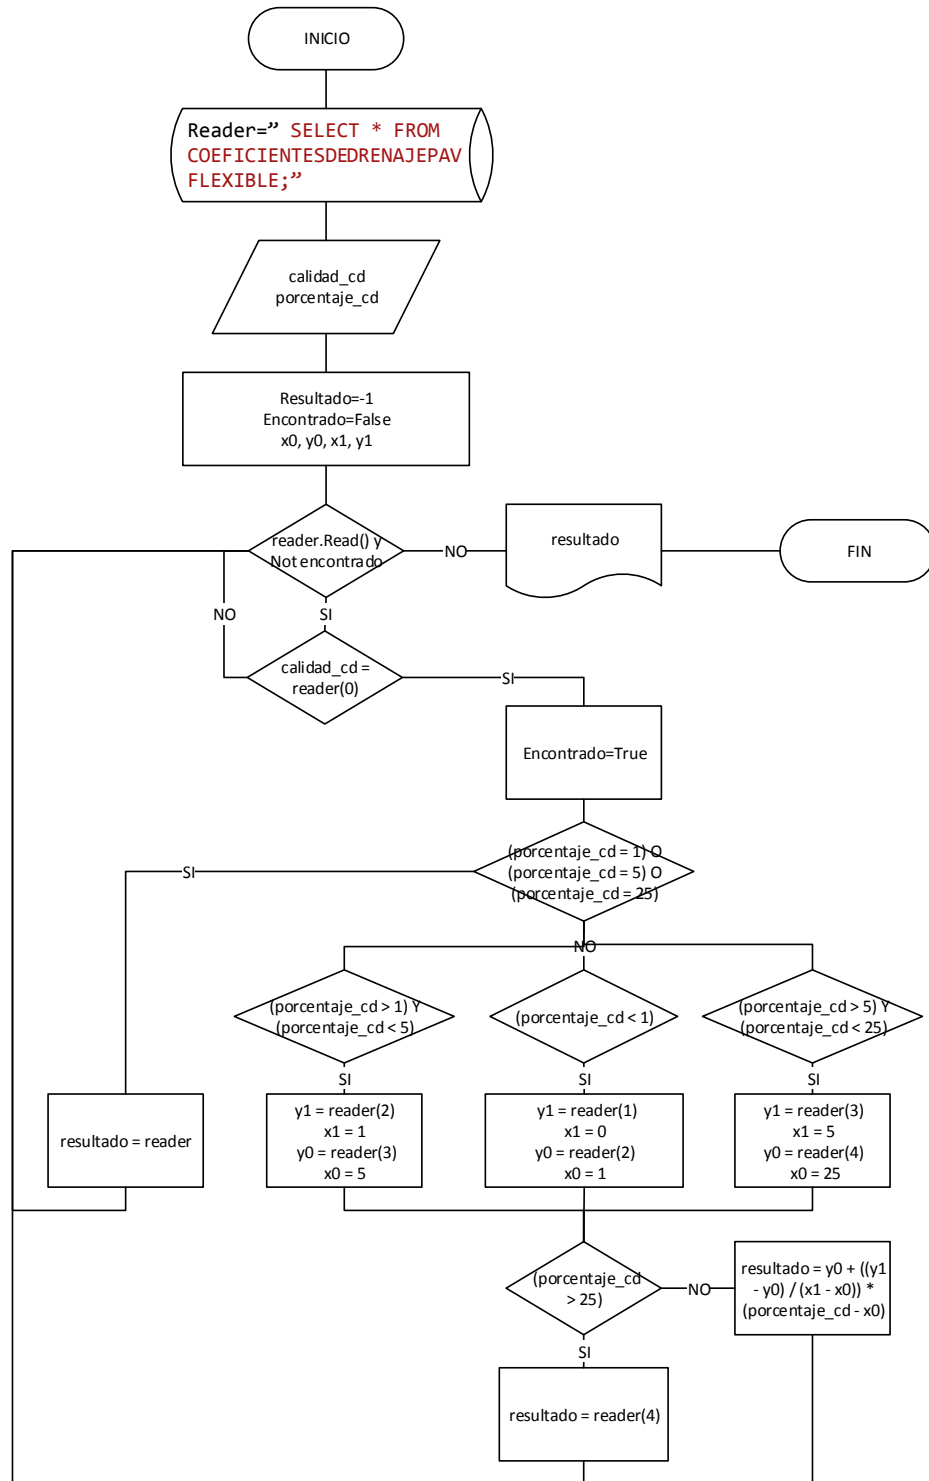 INICIO
Reader=” SELECT * FROM
COEFICIENTESDEDRENAJEPAV
FLEXIBLE;”
calidad_cd
porcentaje_cd
Resultado=-1
Encontrado=False
x0, y0, x1, y1
reader.Read() y
Not encontrado
NO
resultado
FIN
NO
SI
calidad_cd =
reader(0)
SI
Encontrado=True
(porcentaje_cd = 1) O
(porcentaje_cd = 5) O
(porcentaje_cd = 25)
SI
NO
(porcentaje_cd > 1) Y
(porcentaje_cd < 5)
(porcentaje_cd < 1)
(porcentaje_cd > 5) Y
(porcentaje_cd < 25)
SI
SI
SI
resultado = reader
y1 = reader(2)
x1 = 1
y0 = reader(3)
x0 = 5
y1 = reader(1)
x1 = 0
y0 = reader(2)
x0 = 1
y1 = reader(3)
x1 = 5
y0 = reader(4)
x0 = 25
(porcentaje_cd
> 25)
NO
resultado = y0 + ((y1
- y0) / (x1 - x0)) *
(porcentaje_cd - x0)
SI
resultado = reader(4)